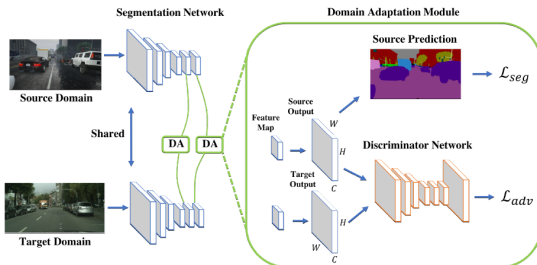 Segmentation Network
Domain Adaptation Module
Source Domain
Shared
Target Domain
DA
DA
Source Prediction
ℒseg
Feature
Map
Source
Output
W
H
C
Discriminator Network
Target
Output
W
H
C
ℒadv